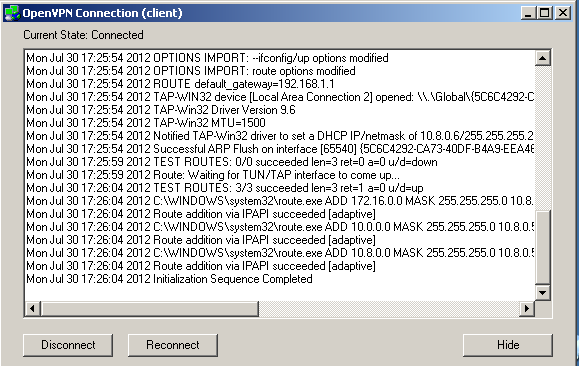 OpenVPN Connection (client)
Current State: Connected
Mon Jul 30 17:25:54 2012 OPTIONS IMPORT: --ifconfig/up options modified
Mon Jul 30 17:25:54 2012 OPTIONS IMPORT: route options modified
Mon Jul 30 17:25:54 2012 ROUTE default_gateway=192.168.1.1
Mon Jul 30 17:25:54 2012 TAP-WIN32 device [Local Area Connection 2] opened: \\.\Global\{5C6C4292-C
Mon Jul 30 17:25:54 2012 TAP-Win32 Driver Version 9.6
Mon Jul 30 17:25:54 2012 TAP-Win32 MTU=1500
Mon Jul 30 17:25:54 2012 Notified TAP-Win32 driver to set a DHCP IP/netmask of 10.8.0.6/255.255.255.2
Mon Jul 30 17:25:54 2012 Successful ARP Flush on interface [65540] {5C6C4292-CA73-40DF-B4A9-EEA46
Mon Jul 30 17:25:59 2012 TEST ROUTES: 0/0 succeeded len=3 ret=0 a=0 u/d=down
Mon Jul 30 17:25:59 2012 Route: Waiting for TUN/TAP interface to come up...
Mon Jul 30 17:26:04 2012 TEST ROUTES: 3/3 succeeded len=3 ret=1 a=0 u/d=up
Mon Jul 30 17:26:04 2012 C:\WINDOWS\system32\route.exe ADD 172.16.0.0 MASK 255.255.255.0 10.8.
Mon Jul 30 17:26:04 2012 Route addition via IPAPI succeeded [adaptive]
Mon Jul 30 17:26:04 2012 C:\WINDOWS\system32\route.exe ADD 10.0.0.0 MASK 255.255.255.0 10.8.0.5
Mon Jul 30 17:26:04 2012 Route addition via IPAPI succeeded [adaptive]
Mon Jul 30 17:26:04 2012 C:\WINDOWS\system32\route.exe ADD 10.8.0.0 MASK 255.255.255.0 10.8.0.5
Mon Jul 30 17:26:04 2012 Route addition via IPAPI succeeded [adaptive]
Mon Jul 30 17:26:04 2012 Initialization Sequence Completed
Disconnect
Reconnect
Hide